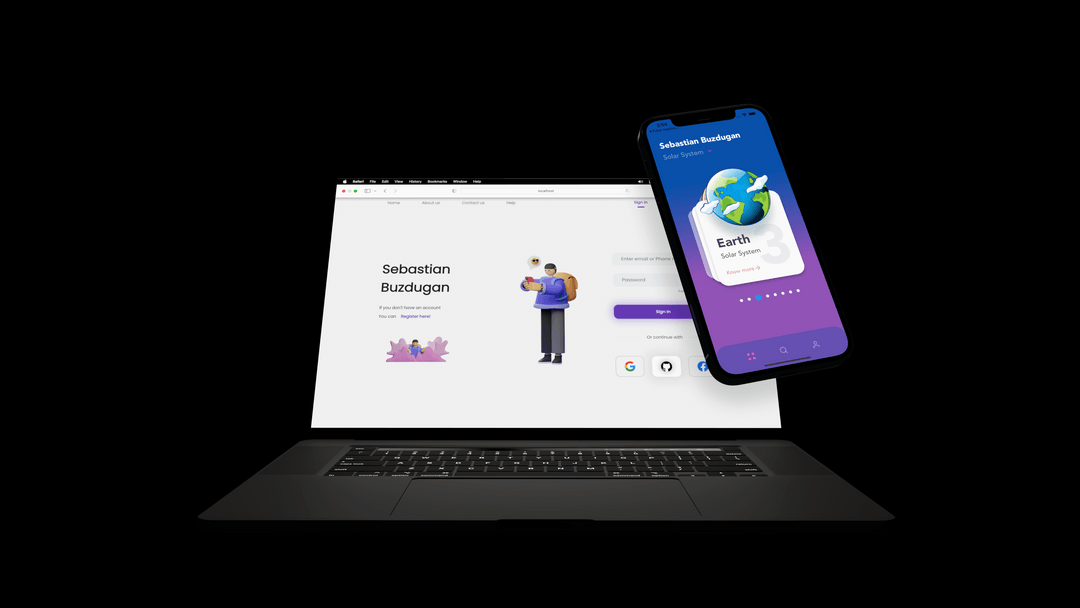 Safari File Edit View History Bookmarks Window Help
localhost
Home About us Contact us Help Sign In
Sebastian
Buzdugan
If you don't have an account
You can Register here!
Enter email or Phone
Password
Sign In
Or continue with
Sebastian Buzdugan
Solar System
3
Earth
Solar System
Know more